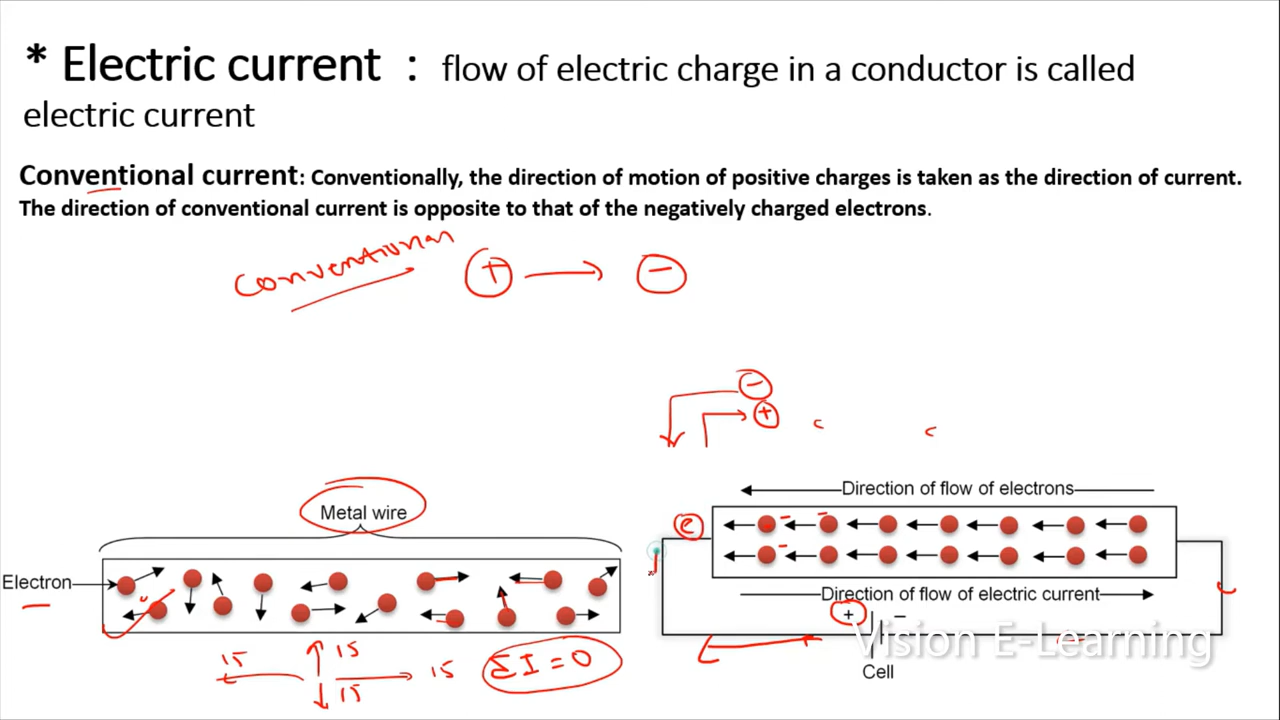 * Electric current : flow of electric charge in a conductor is called
electric current
Conventional current: Conventionally, the direction of motion of positive charges is taken as the direction of current.
The direction of conventional current is opposite to that of the negatively charged electrons.
Conventional
+ → −
−
+
Direction of flow of electrons
Metal wire
e
− −
−
Electron
Direction of flow of electric current
+ −
Vision E-Learning
15 15 15 ΣI = 0
15
Cell